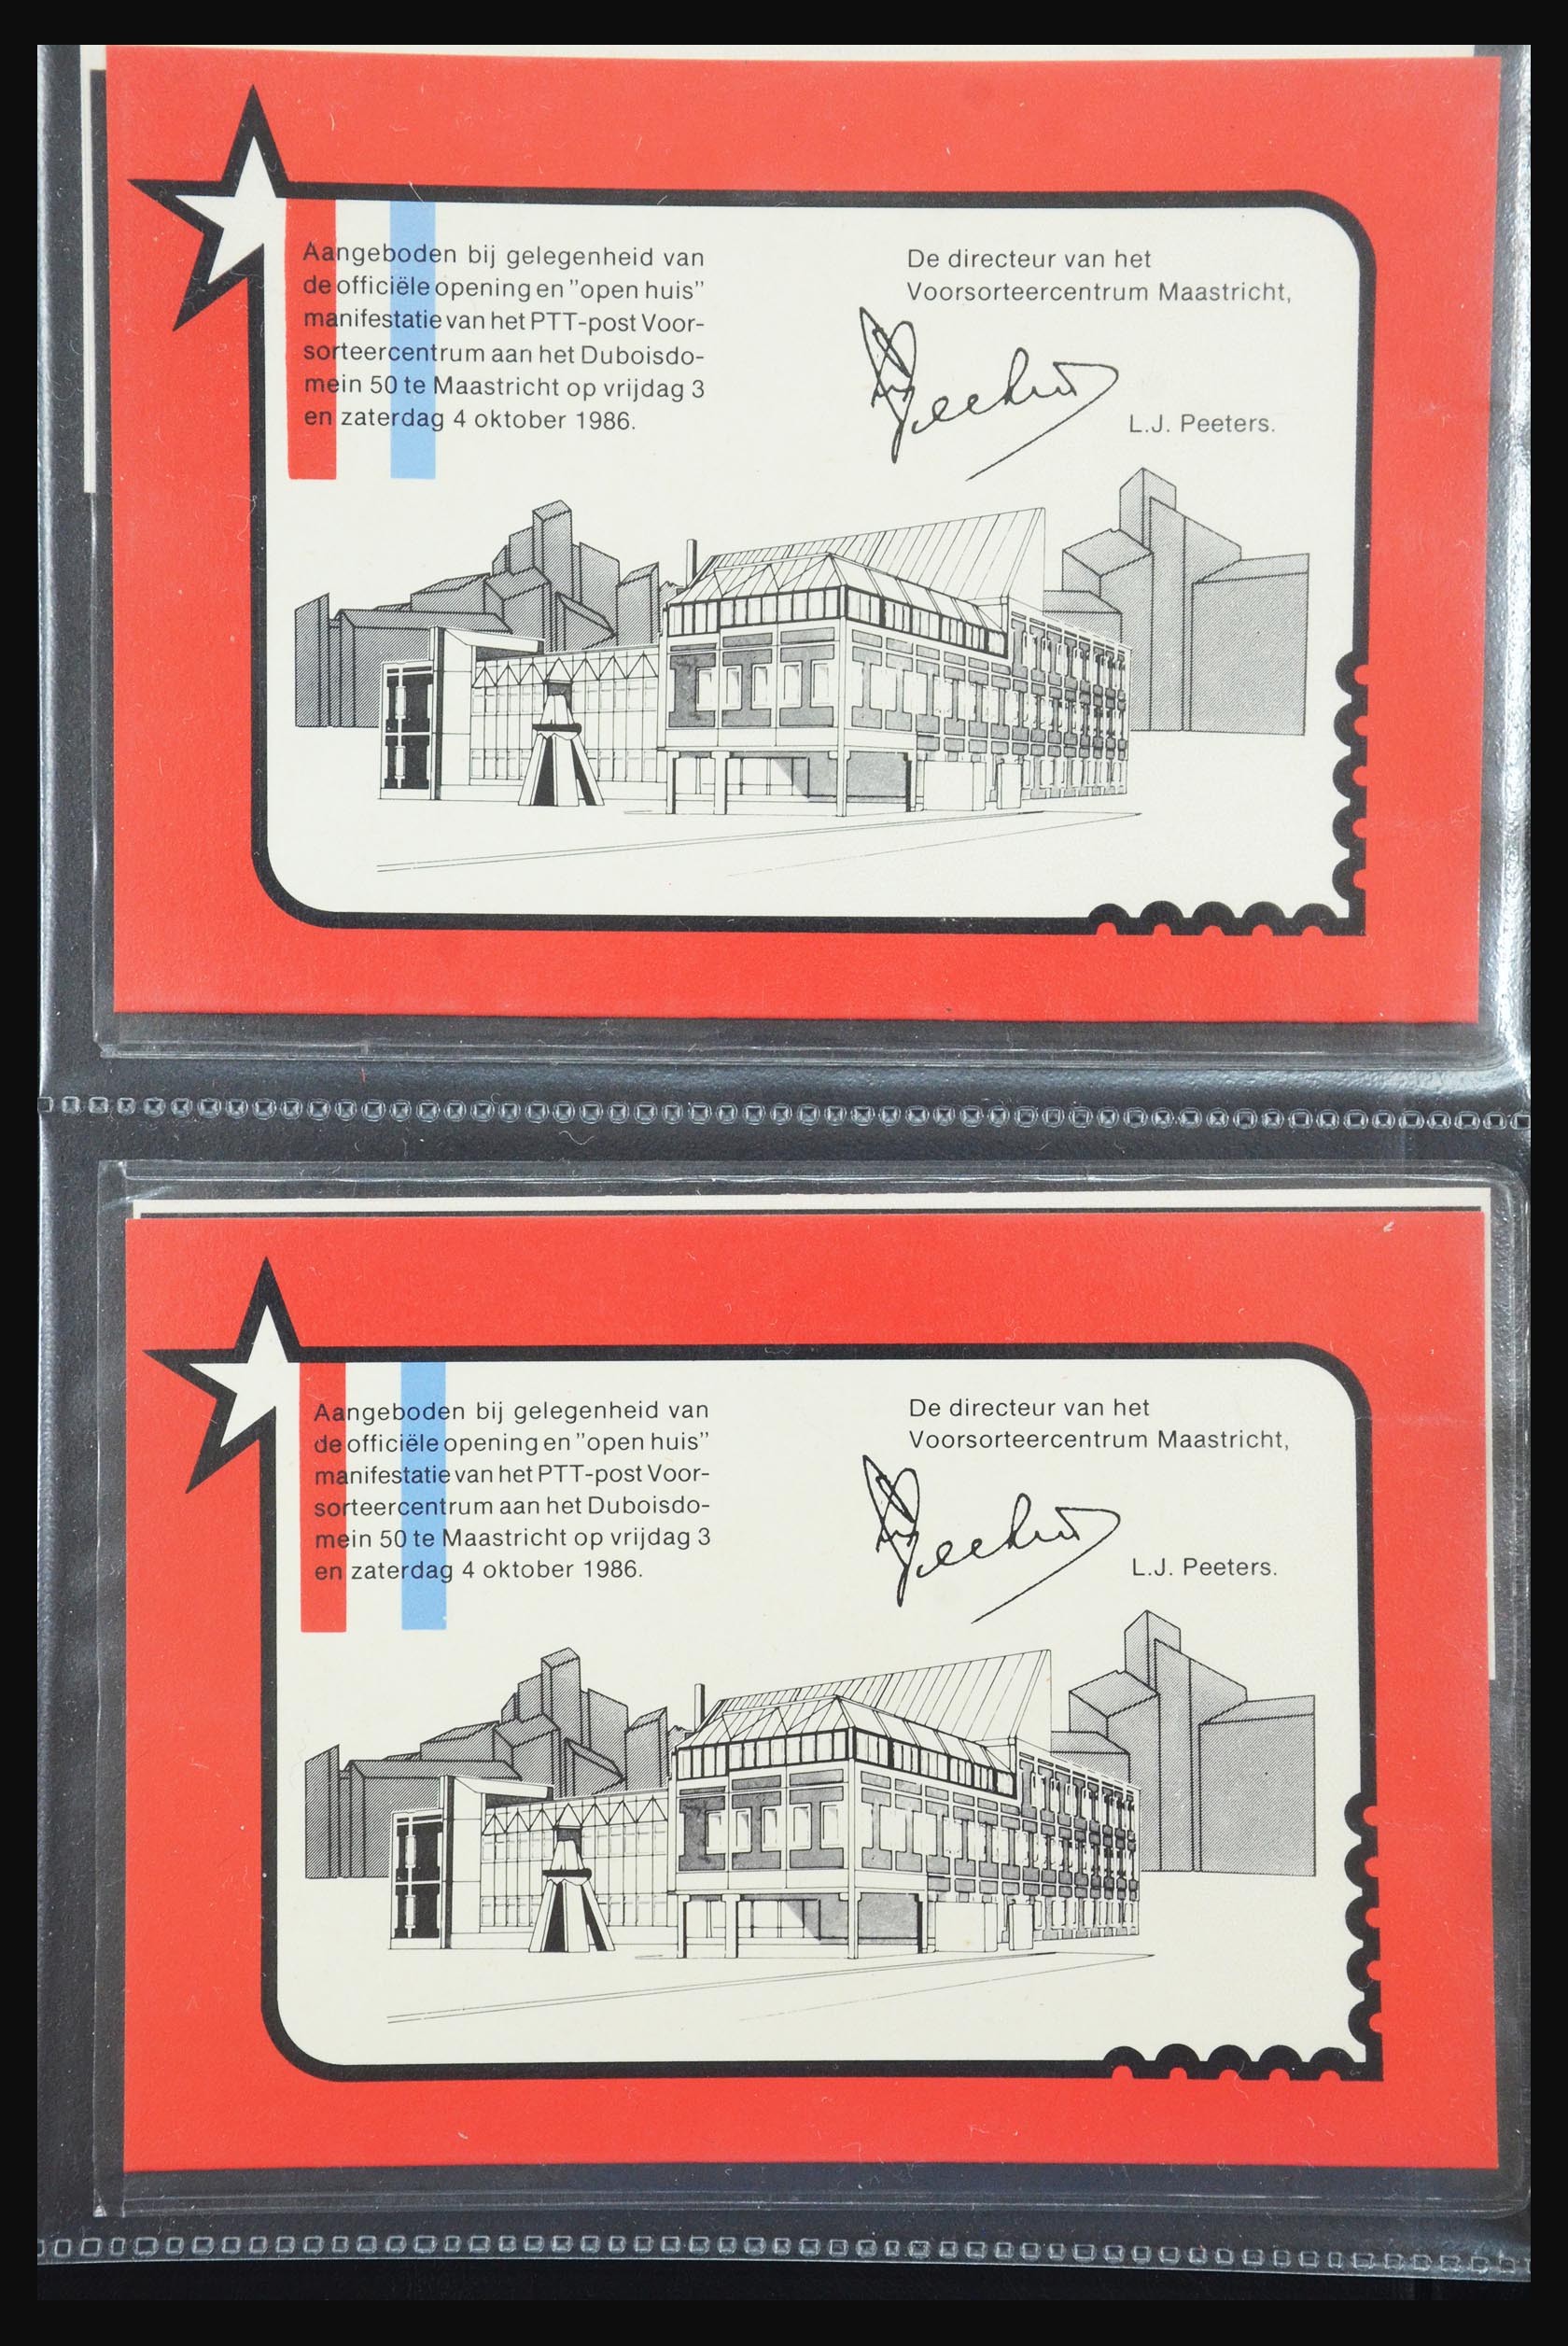 Aangeboden bij gelegenheid van
de officiële opening en "open huis"
manifestatie van het PTT-post Voor-
sorteercentrum aan het Duboisdo-
mein 50 te Maastricht op vrijdag 3
en zaterdag 4 oktober 1986.
De directeur van het
Voorsorteercentrum Maastricht,
L.J. Peeters.
Aangeboden bij gelegenheid van
de officiële opening en "open huis"
manifestatie van het PTT-post Voor-
sorteercentrum aan het Duboisdo-
mein 50 te Maastricht op vrijdag 3
en zaterdag 4 oktober 1986.
De directeur van het
Voorsorteercentrum Maastricht,
L.J. Peeters.